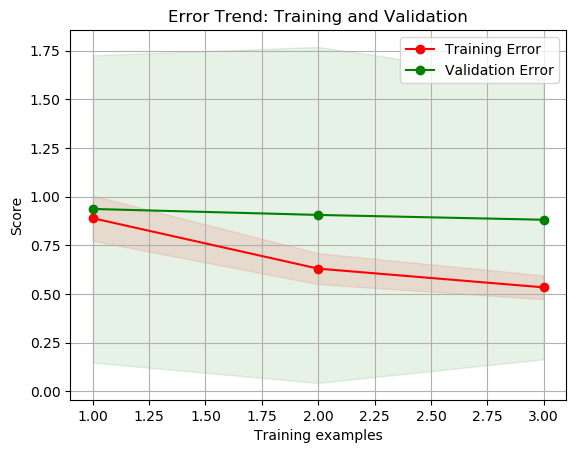 Error Trend: Training and Validation
Training Error
Validation Error
Score
1.75
1.50
1.25
1.00
0.75
0.50
0.25
0.00
1.00 1.25 1.50 1.75 2.00 2.25 2.50 2.75 3.00
Training examples